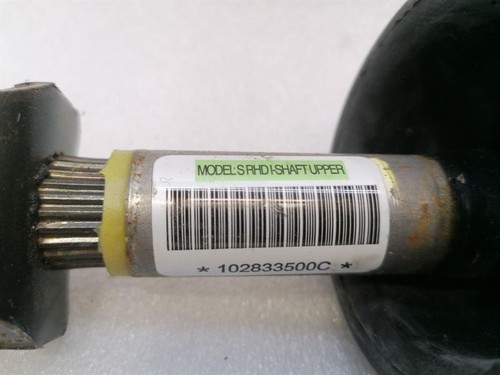 MODEL: S RHD I-SHAFT UPPER
* 102833500C *